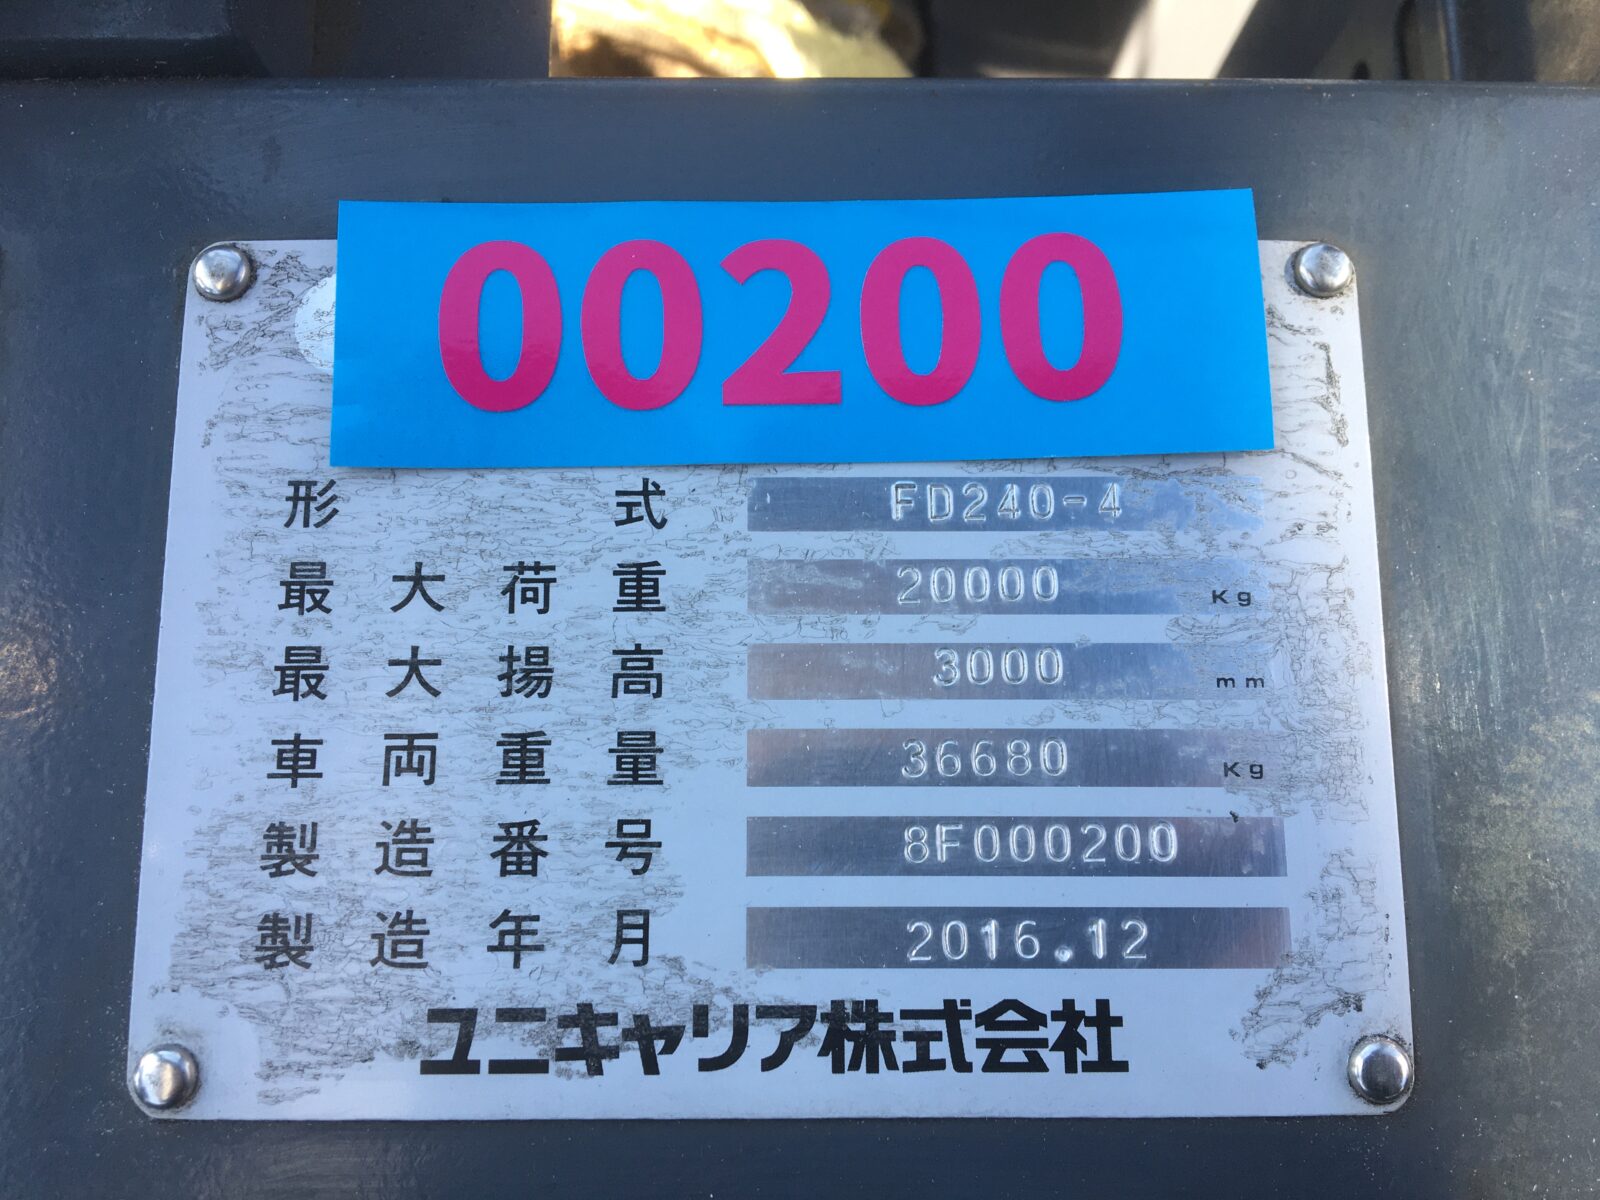 00200
形式 FD240-4
最大荷重 20000 Kg
最大揚高 3000 mm
車両重量 36680 Kg
製造番号 8F000200
製造年月 2016.12
ユニキャリア株式会社